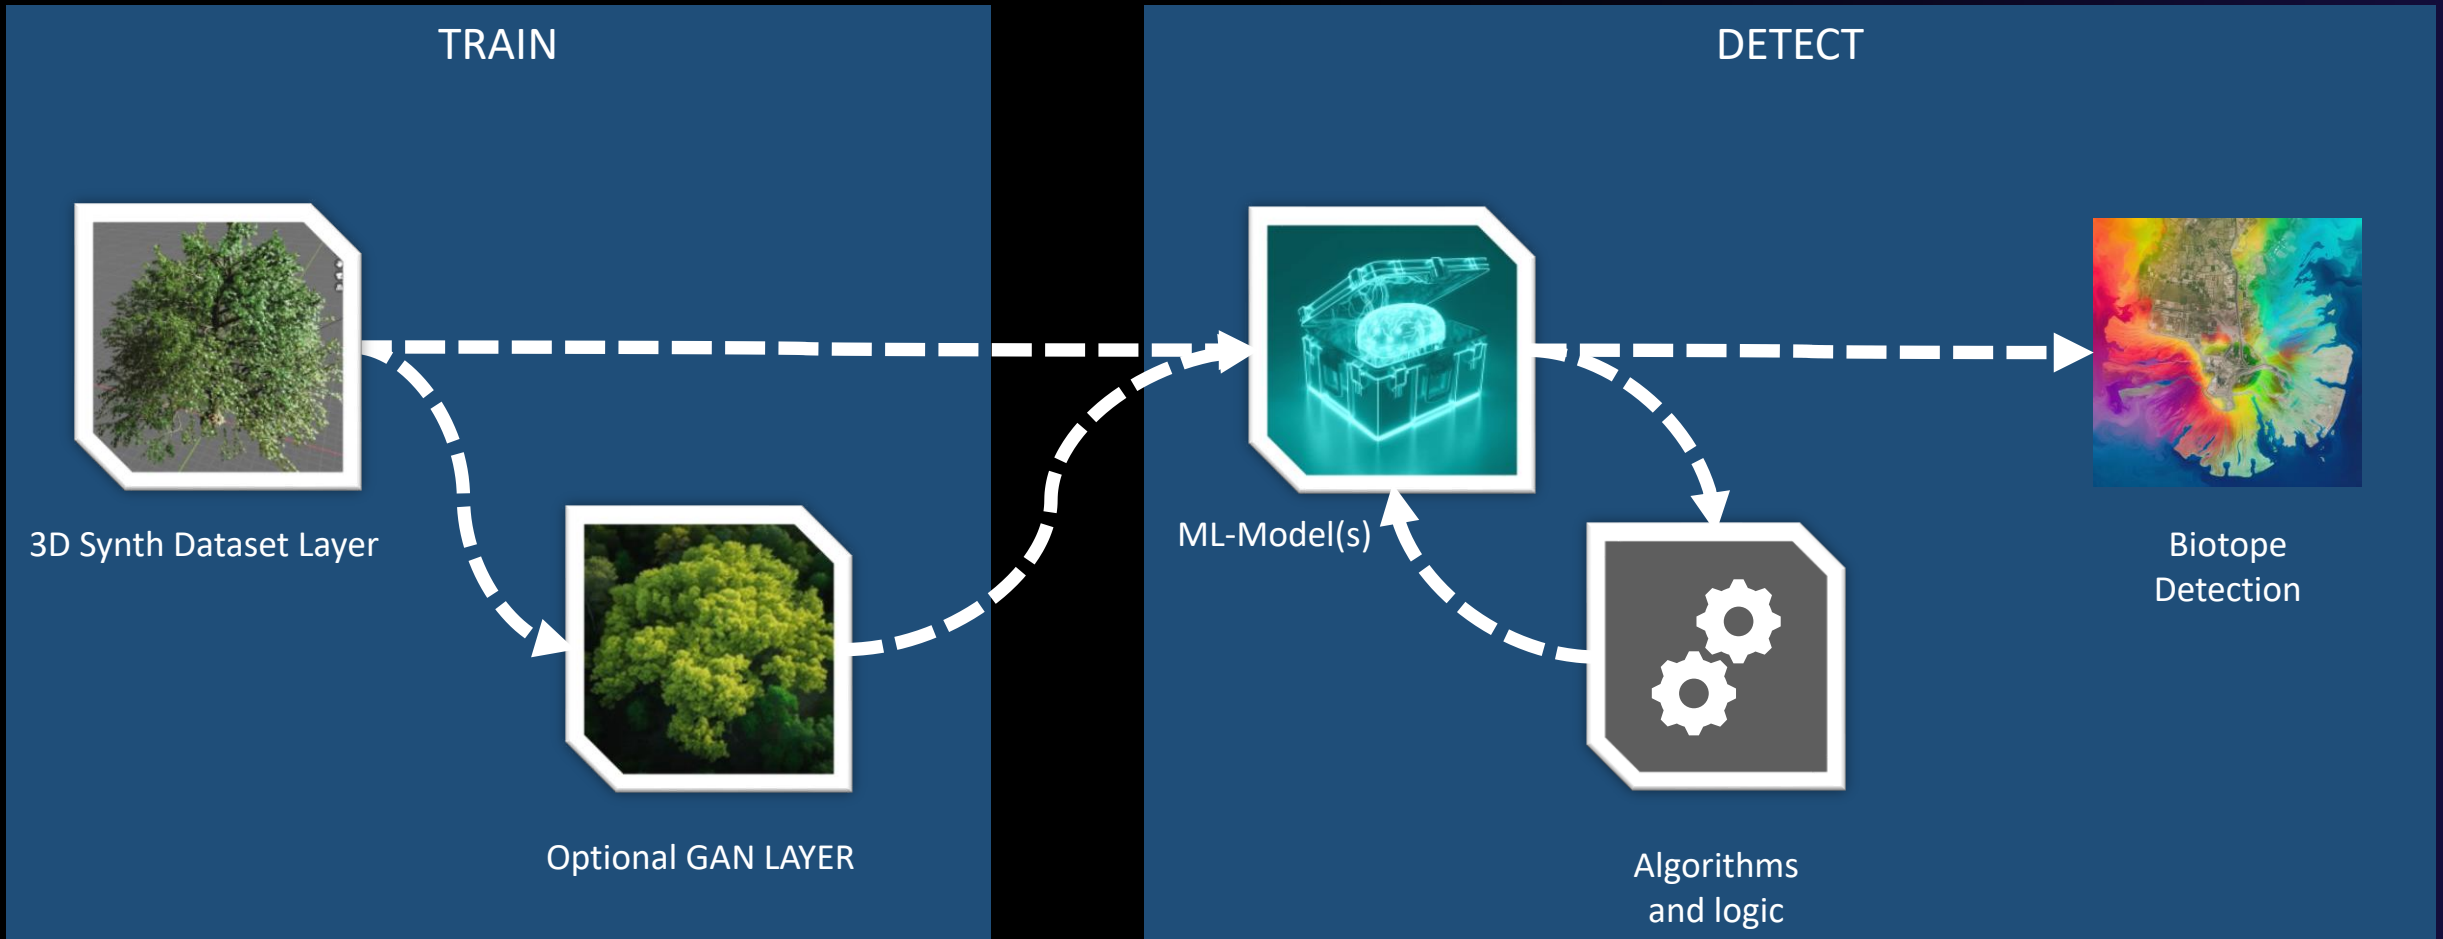 TRAIN
DETECT
3D Synth Dataset Layer
ML-Model(s)
Biotope
Detection
Optional GAN LAYER
Algorithms
and logic